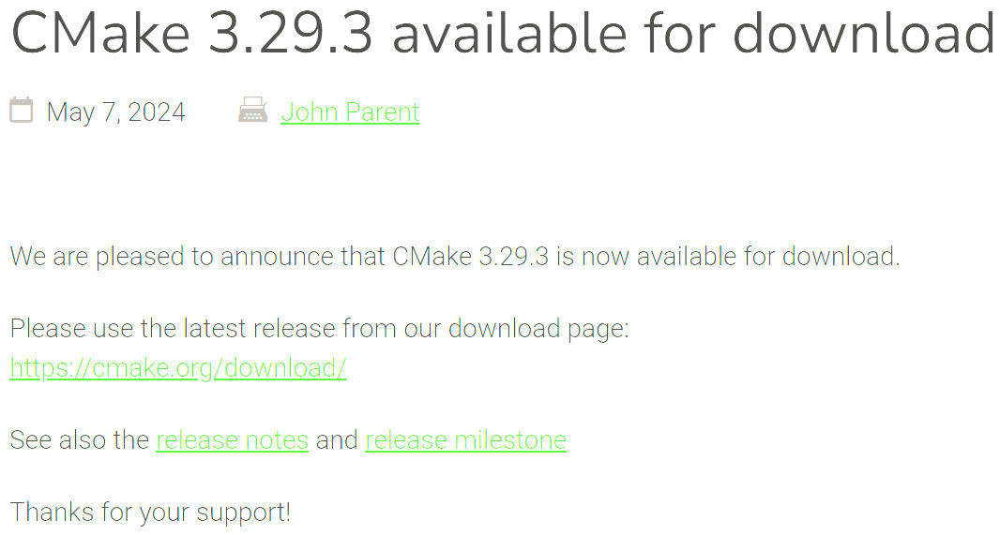 CMake 3.29.3 available for download
May 7, 2024 John Parent
We are pleased to announce that CMake 3.29.3 is now available for download.
Please use the latest release from our download page:
https://cmake.org/download/
See also the release notes and release milestone
Thanks for your support!